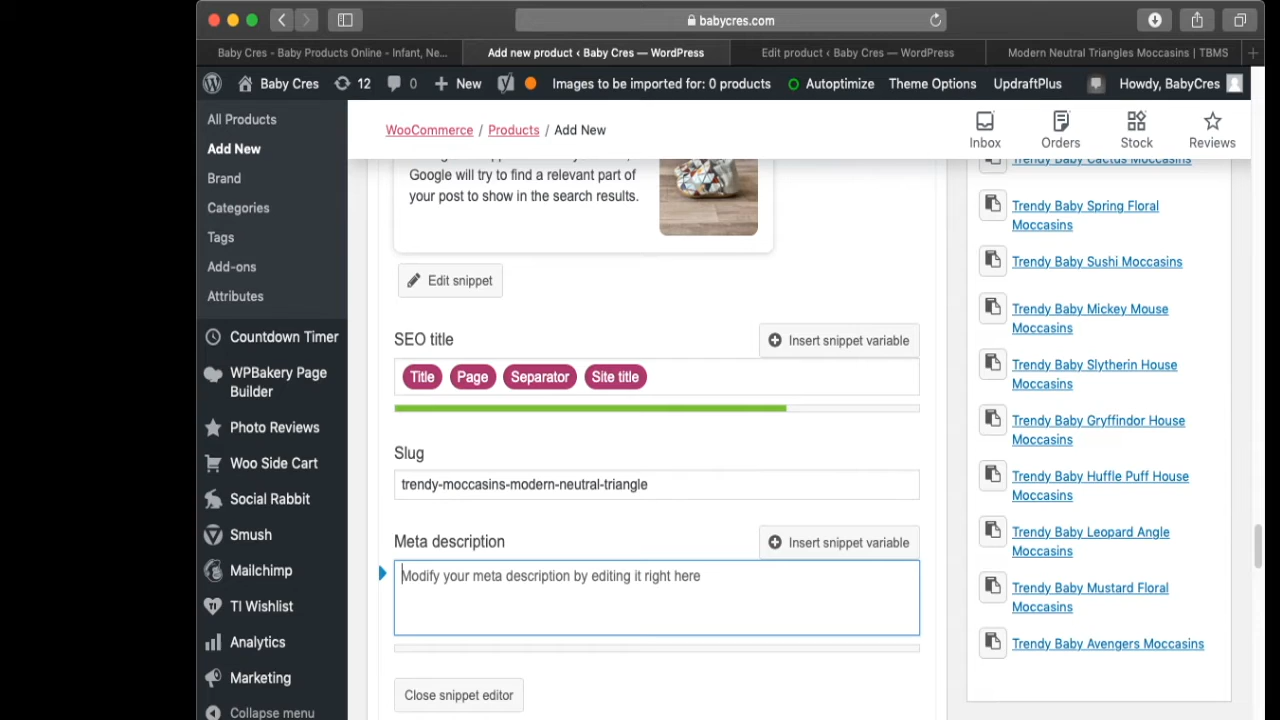 babycres.com
Baby Cres - Baby Products Online - Infant, Ne...
Add new product ‹ Baby Cres — WordPress
Edit product ‹ Baby Cres — WordPress
Modern Neutral Triangles Moccasins | TBMS
Baby Cres
12
0
New
Images to be imported for: 0 products
Autoptimize
Theme Options
UpdraftPlus
Howdy, BabyCres
All Products
Add New
Brand
Categories
Tags
Add-ons
Attributes
Countdown Timer
WPBakery Page
Builder
Photo Reviews
Woo Side Cart
Social Rabbit
Smush
Mailchimp
TI Wishlist
Analytics
Marketing
Collapse menu
WooCommerce / Products / Add New
Inbox
Orders
Stock
Reviews
Google will try to find a relevant part of
your post to show in the search results.
Edit snippet
SEO title
Insert snippet variable
Title
Page
Separator
Site title
Slug
trendy-moccasins-modern-neutral-triangle
Meta description
Insert snippet variable
Modify your meta description by editing it right here
Close snippet editor
Trendy Baby Cactus Moccasins
Trendy Baby Spring Floral
Moccasins
Trendy Baby Sushi Moccasins
Trendy Baby Mickey Mouse
Moccasins
Trendy Baby Slytherin House
Moccasins
Trendy Baby Gryffindor House
Moccasins
Trendy Baby Huffle Puff House
Moccasins
Trendy Baby Leopard Angle
Moccasins
Trendy Baby Mustard Floral
Moccasins
Trendy Baby Avengers Moccasins